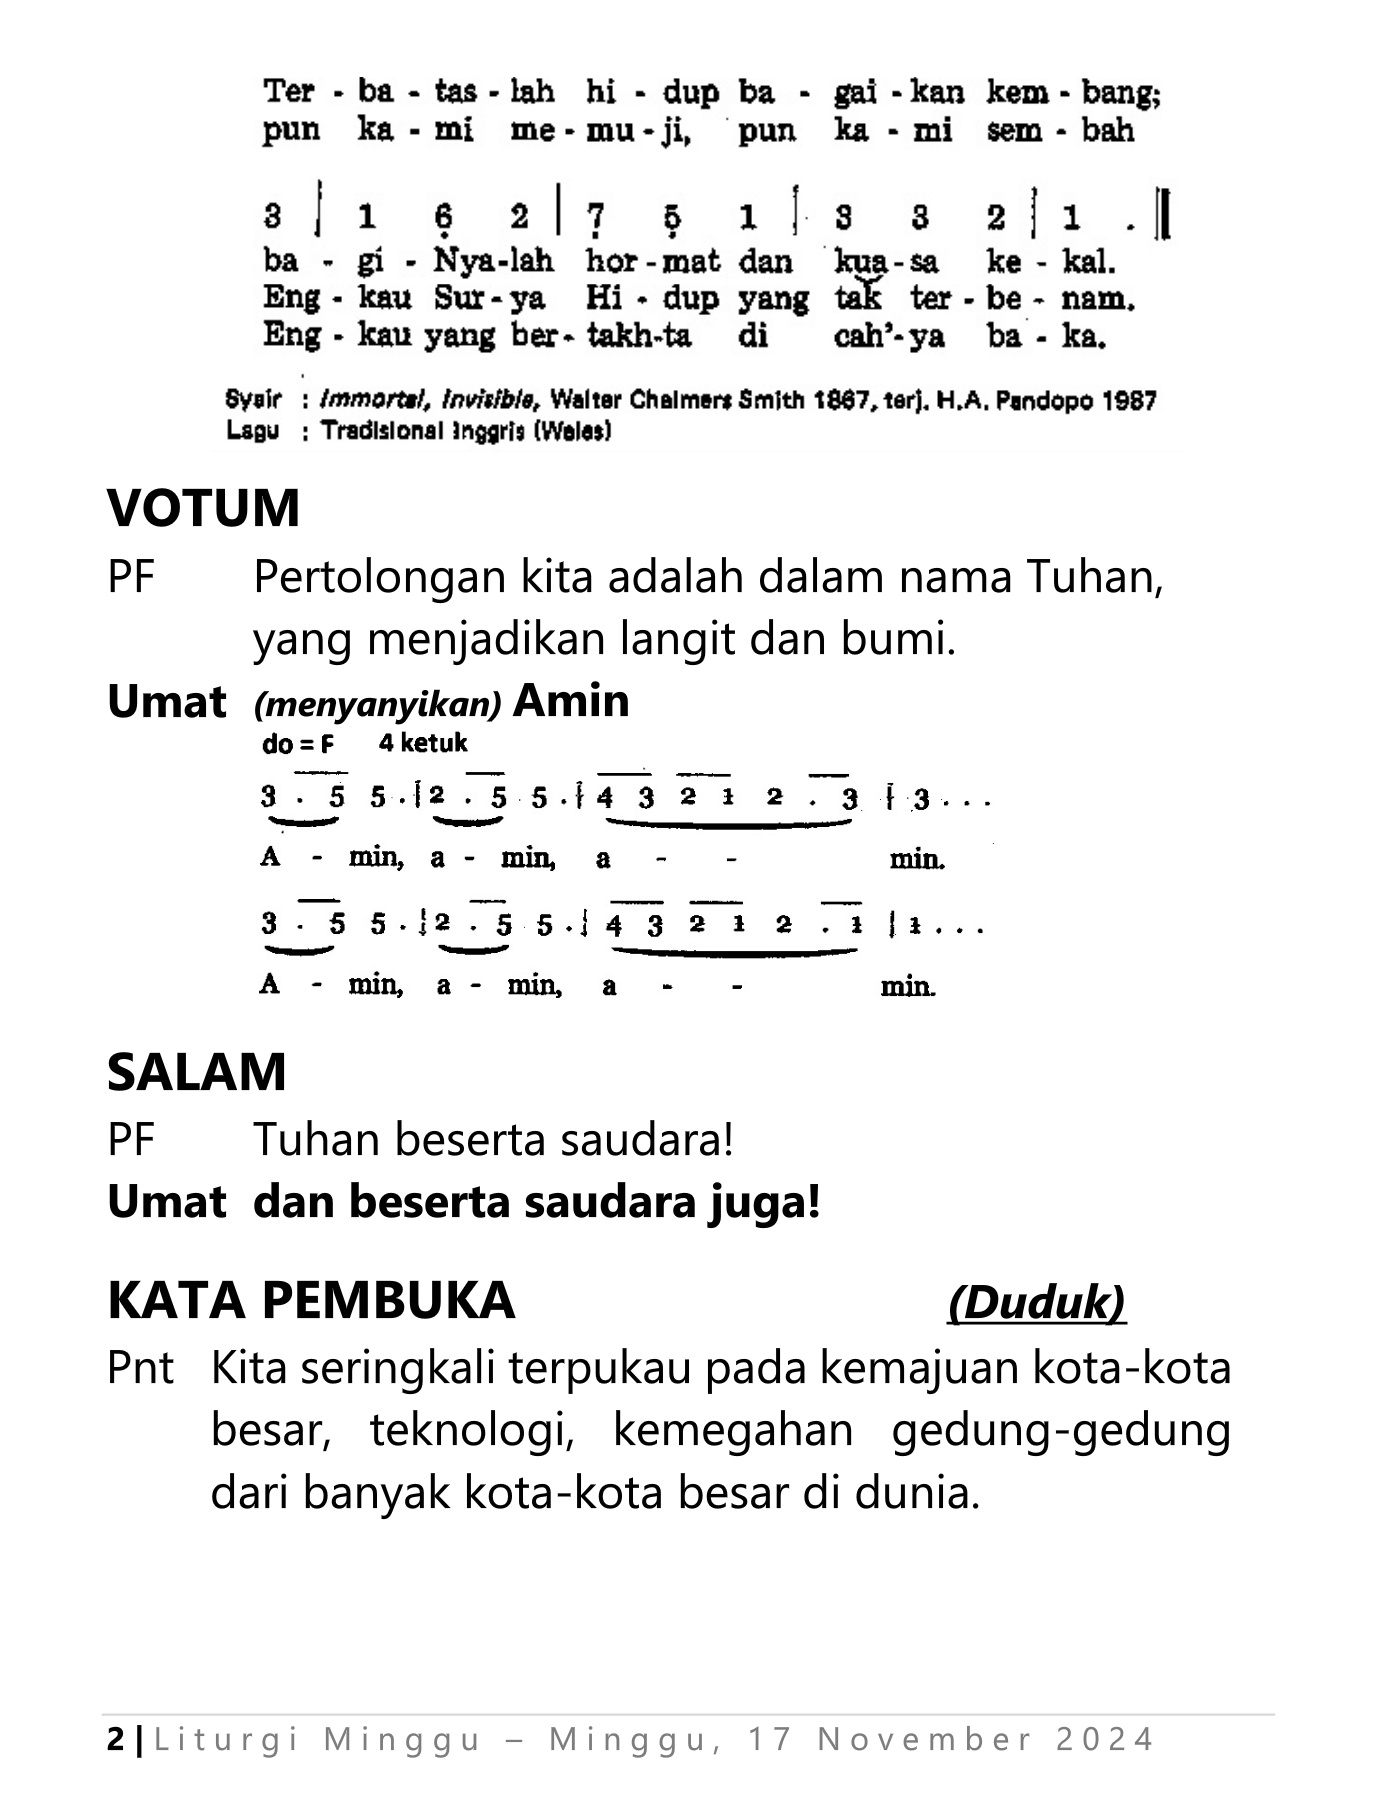 Ter - ba - tas - lah hi - dup ba - gai - kan kem - bang;
pun ka - mi me - mu - ji, pun ka - mi sem - bah
3 | 1 6̣ 2 | 7̣ 5̣ 1 | 3 3 2 | 1 . ||
ba - gi - Nya-lah hor - mat dan kua - sa ke - kal.
Eng - kau Sur - ya Hi - dup yang tak ter - be - nam.
Eng - kau yang ber - takh-ta di cah'-ya ba - ka.
Syair : Immortal, Invisible, Walter Chalmers Smith 1867, terj. H.A. Pandopo 1987
Lagu : Tradisional Inggris (Wales)
VOTUM
PF Pertolongan kita adalah dalam nama Tuhan,
yang menjadikan langit dan bumi.
Umat (menyanyikan) Amin
do = F 4 ketuk
3 . 5 5 . | 2 . 5 5 . | 4 3 2 1 2 . 3 | 3 . . .
A - min, a - min, a - - min.
3 . 5 5 . | 2 . 5 5 . | 4 3 2 1 2 . 1 | 1 . . .
A - min, a - min, a - - min.
SALAM
PF Tuhan beserta saudara!
Umat dan beserta saudara juga!
KATA PEMBUKA (Duduk)
Pnt Kita seringkali terpukau pada kemajuan kota-kota
besar, teknologi, kemegahan gedung-gedung
dari banyak kota-kota besar di dunia.
2 | Liturgi Minggu – Minggu, 17 November 2024